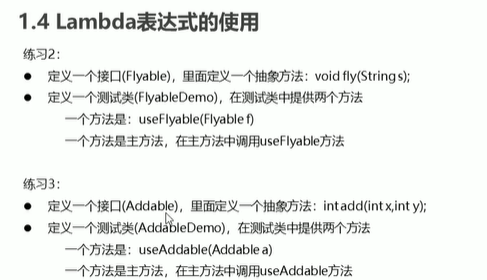 1.4 Lambda表达式的使用
练习2：
● 定义一个接口(Flyable)，里面定义一个抽象方法：void fly(String s);
● 定义一个测试类(FlyableDemo)，在测试类中提供两个方法
一个方法是：useFlyable(Flyable f)
一个方法是主方法，在主方法中调用useFlyable方法
练习3：
● 定义一个接口(Addable)，里面定义一个抽象方法：int add(int x,int y);
● 定义一个测试类(AddableDemo)，在测试类中提供两个方法
一个方法是：useAddable(Addable a)
一个方法是主方法，在主方法中调用useAddable方法